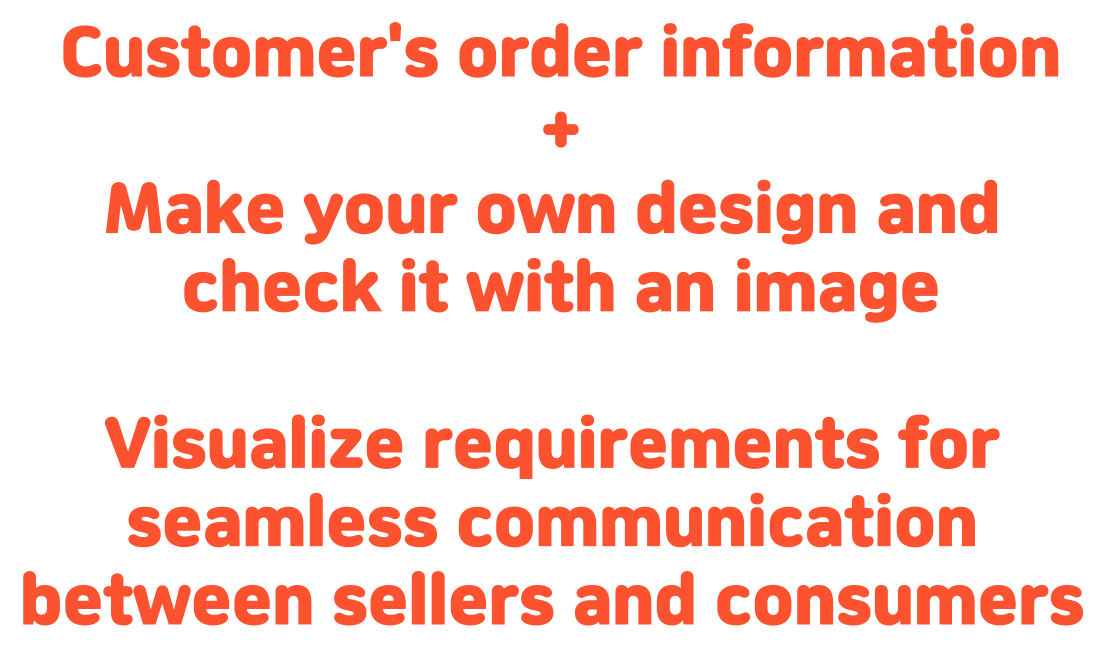 Customer's order information
+
Make your own design and
check it with an image
Visualize requirements for
seamless communication
between sellers and consumers